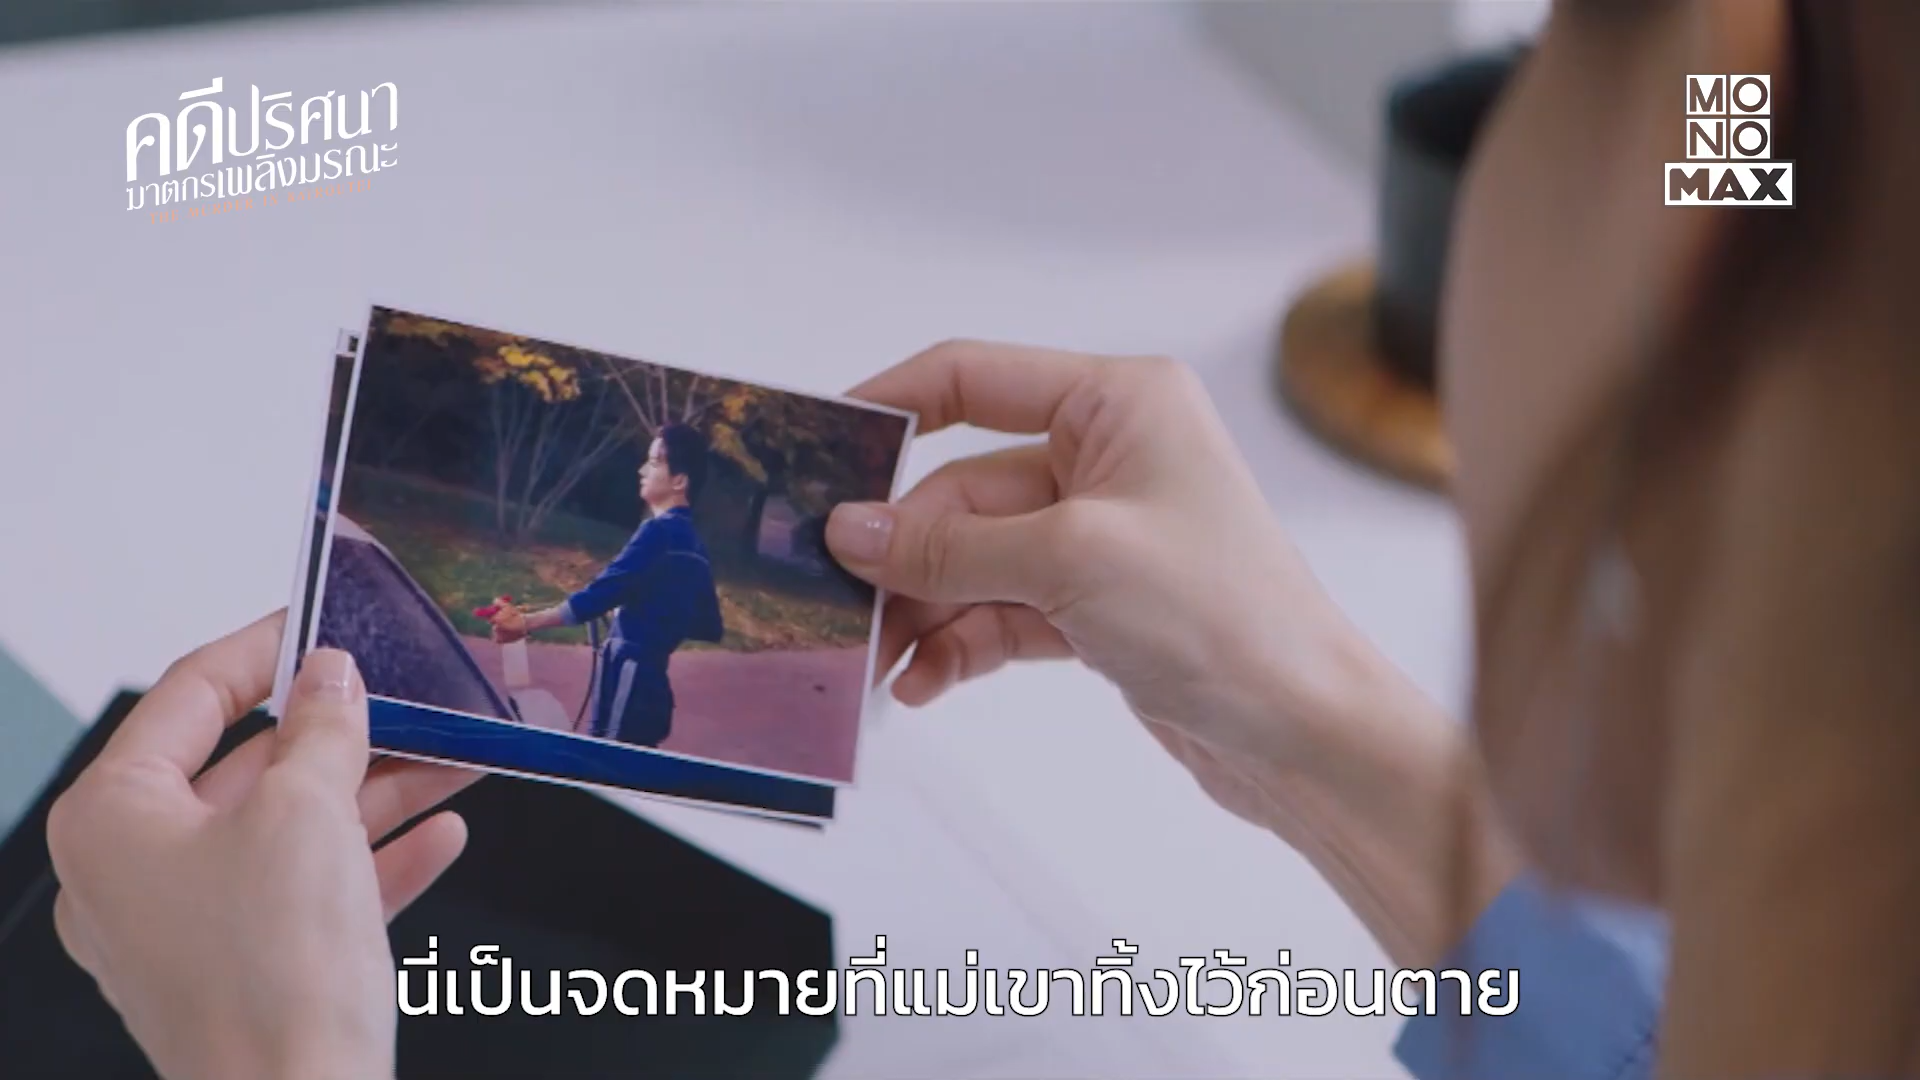 คดีปริศนา
ฆาตกรเพลิงมรณะ
MO
NO
MAX
นี่เป็นจดหมายที่แม่เขาทิ้งไว้ก่อนตาย